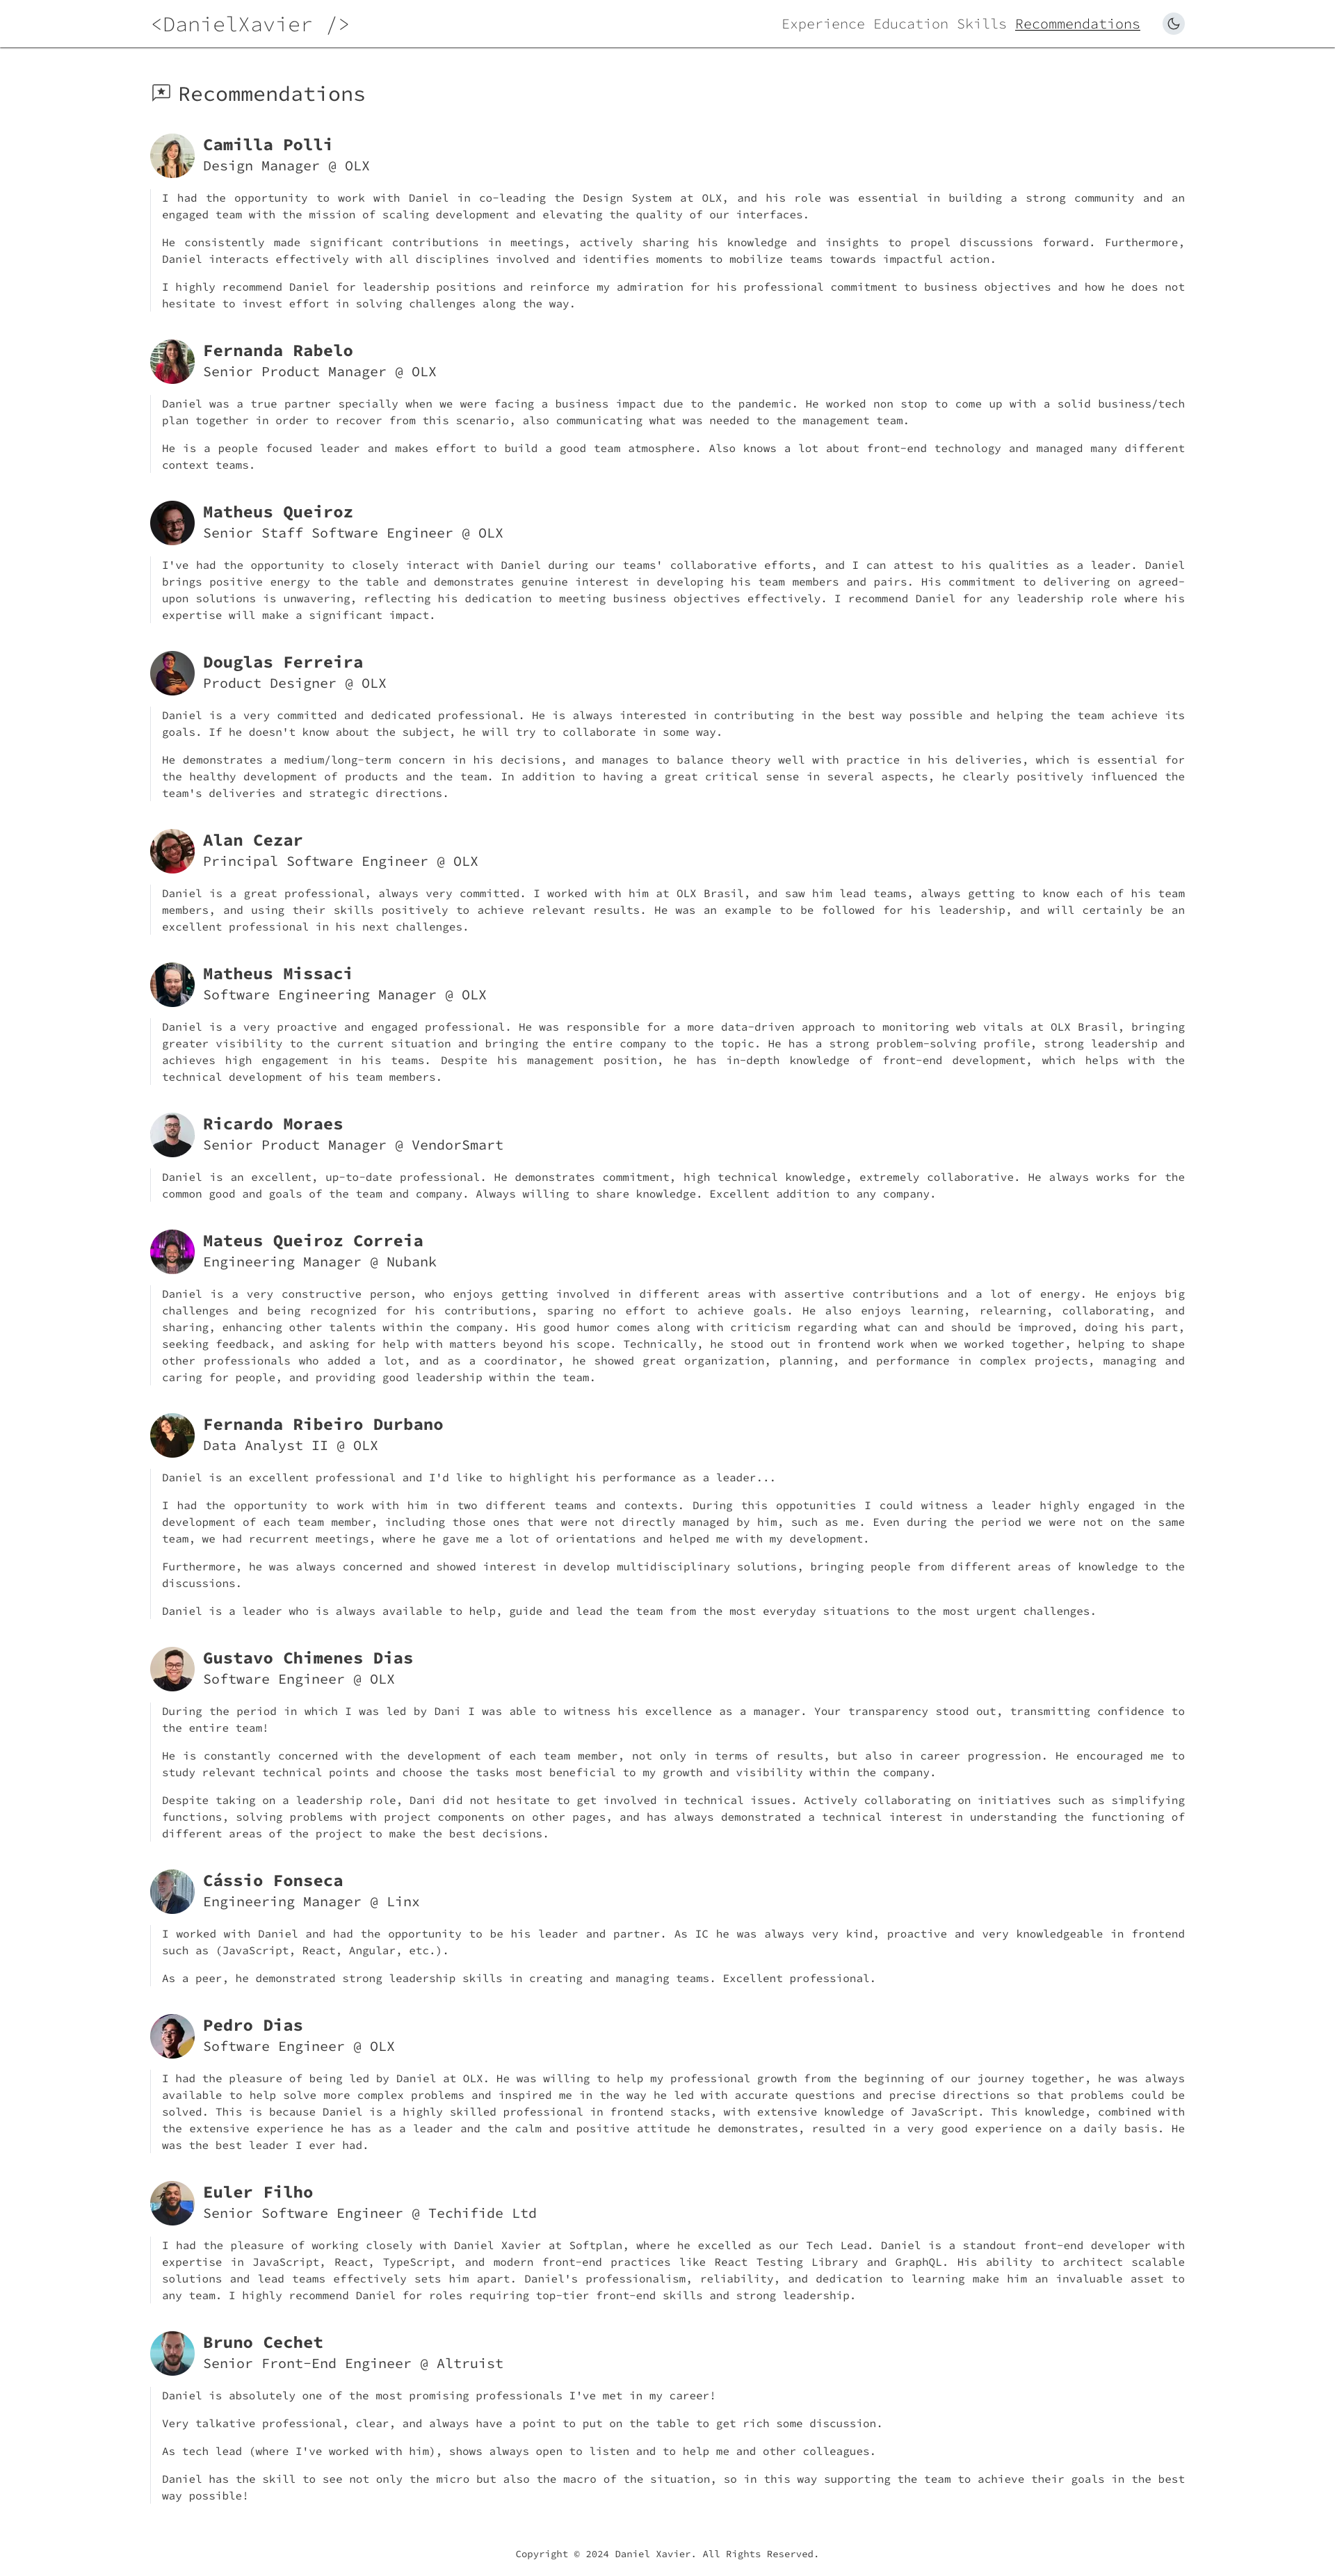 <DanielXavier />
Experience Education Skills Recommendations
Recommendations
Camilla Polli
Design Manager @ OLX
I had the opportunity to work with Daniel in co-leading the Design System at OLX, and his role was essential in building a strong community and an
engaged team with the mission of scaling development and elevating the quality of our interfaces.
He consistently made significant contributions in meetings, actively sharing his knowledge and insights to propel discussions forward. Furthermore,
Daniel interacts effectively with all disciplines involved and identifies moments to mobilize teams towards impactful action.
I highly recommend Daniel for leadership positions and reinforce my admiration for his professional commitment to business objectives and how he does not
hesitate to invest effort in solving challenges along the way.
Fernanda Rabelo
Senior Product Manager @ OLX
Daniel was a true partner specially when we were facing a business impact due to the pandemic. He worked non stop to come up with a solid business/tech
plan together in order to recover from this scenario, also communicating what was needed to the management team.
He is a people focused leader and makes effort to build a good team atmosphere. Also knows a lot about front-end technology and managed many different
context teams.
Matheus Queiroz
Senior Staff Software Engineer @ OLX
I've had the opportunity to closely interact with Daniel during our teams' collaborative efforts, and I can attest to his qualities as a leader. Daniel
brings positive energy to the table and demonstrates genuine interest in developing his team members and pairs. His commitment to delivering on agreed-
upon solutions is unwavering, reflecting his dedication to meeting business objectives effectively. I recommend Daniel for any leadership role where his
expertise will make a significant impact.
Douglas Ferreira
Product Designer @ OLX
Daniel is a very committed and dedicated professional. He is always interested in contributing in the best way possible and helping the team achieve its
goals. If he doesn't know about the subject, he will try to collaborate in some way.
He demonstrates a medium/long-term concern in his decisions, and manages to balance theory well with practice in his deliveries, which is essential for
the healthy development of products and the team. In addition to having a great critical sense in several aspects, he clearly positively influenced the
team's deliveries and strategic directions.
Alan Cezar
Principal Software Engineer @ OLX
Daniel is a great professional, always very committed. I worked with him at OLX Brasil, and saw him lead teams, always getting to know each of his team
members, and using their skills positively to achieve relevant results. He was an example to be followed for his leadership, and will certainly be an
excellent professional in his next challenges.
Matheus Missaci
Software Engineering Manager @ OLX
Daniel is a very proactive and engaged professional. He was responsible for a more data-driven approach to monitoring web vitals at OLX Brasil, bringing
greater visibility to the current situation and bringing the entire company to the topic. He has a strong problem-solving profile, strong leadership and
achieves high engagement in his teams. Despite his management position, he has in-depth knowledge of front-end development, which helps with the
technical development of his team members.
Ricardo Moraes
Senior Product Manager @ VendorSmart
Daniel is an excellent, up-to-date professional. He demonstrates commitment, high technical knowledge, extremely collaborative. He always works for the
common good and goals of the team and company. Always willing to share knowledge. Excellent addition to any company.
Mateus Queiroz Correia
Engineering Manager @ Nubank
Daniel is a very constructive person, who enjoys getting involved in different areas with assertive contributions and a lot of energy. He enjoys big
challenges and being recognized for his contributions, sparing no effort to achieve goals. He also enjoys learning, relearning, collaborating, and
sharing, enhancing other talents within the company. His good humor comes along with criticism regarding what can and should be improved, doing his part,
seeking feedback, and asking for help with matters beyond his scope. Technically, he stood out in frontend work when we worked together, helping to shape
other professionals who added a lot, and as a coordinator, he showed great organization, planning, and performance in complex projects, managing and
caring for people, and providing good leadership within the team.
Fernanda Ribeiro Durbano
Data Analyst II @ OLX
Daniel is an excellent professional and I'd like to highlight his performance as a leader...
I had the opportunity to work with him in two different teams and contexts. During this oppotunities I could witness a leader highly engaged in the
development of each team member, including those ones that were not directly managed by him, such as me. Even during the period we were not on the same
team, we had recurrent meetings, where he gave me a lot of orientations and helped me with my development.
Furthermore, he was always concerned and showed interest in develop multidisciplinary solutions, bringing people from different areas of knowledge to the
discussions.
Daniel is a leader who is always available to help, guide and lead the team from the most everyday situations to the most urgent challenges.
Gustavo Chimenes Dias
Software Engineer @ OLX
During the period in which I was led by Dani I was able to witness his excellence as a manager. Your transparency stood out, transmitting confidence to
the entire team!
He is constantly concerned with the development of each team member, not only in terms of results, but also in career progression. He encouraged me to
study relevant technical points and choose the tasks most beneficial to my growth and visibility within the company.
Despite taking on a leadership role, Dani did not hesitate to get involved in technical issues. Actively collaborating on initiatives such as simplifying
functions, solving problems with project components on other pages, and has always demonstrated a technical interest in understanding the functioning of
different areas of the project to make the best decisions.
Cássio Fonseca
Engineering Manager @ Linx
I worked with Daniel and had the opportunity to be his leader and partner. As IC he was always very kind, proactive and very knowledgeable in frontend
such as (JavaScript, React, Angular, etc.).
As a peer, he demonstrated strong leadership skills in creating and managing teams. Excellent professional.
Pedro Dias
Software Engineer @ OLX
I had the pleasure of being led by Daniel at OLX. He was willing to help my professional growth from the beginning of our journey together, he was always
available to help solve more complex problems and inspired me in the way he led with accurate questions and precise directions so that problems could be
solved. This is because Daniel is a highly skilled professional in frontend stacks, with extensive knowledge of JavaScript. This knowledge, combined with
the extensive experience he has as a leader and the calm and positive attitude he demonstrates, resulted in a very good experience on a daily basis. He
was the best leader I ever had.
Euler Filho
Senior Software Engineer @ Techifide Ltd
I had the pleasure of working closely with Daniel Xavier at Softplan, where he excelled as our Tech Lead. Daniel is a standout front-end developer with
expertise in JavaScript, React, TypeScript, and modern front-end practices like React Testing Library and GraphQL. His ability to architect scalable
solutions and lead teams effectively sets him apart. Daniel's professionalism, reliability, and dedication to learning make him an invaluable asset to
any team. I highly recommend Daniel for roles requiring top-tier front-end skills and strong leadership.
Bruno Cechet
Senior Front-End Engineer @ Altruist
Daniel is absolutely one of the most promising professionals I've met in my career!
Very talkative professional, clear, and always have a point to put on the table to get rich some discussion.
As tech lead (where I've worked with him), shows always open to listen and to help me and other colleagues.
Daniel has the skill to see not only the micro but also the macro of the situation, so in this way supporting the team to achieve their goals in the best
way possible!
Copyright © 2024 Daniel Xavier. All Rights Reserved.